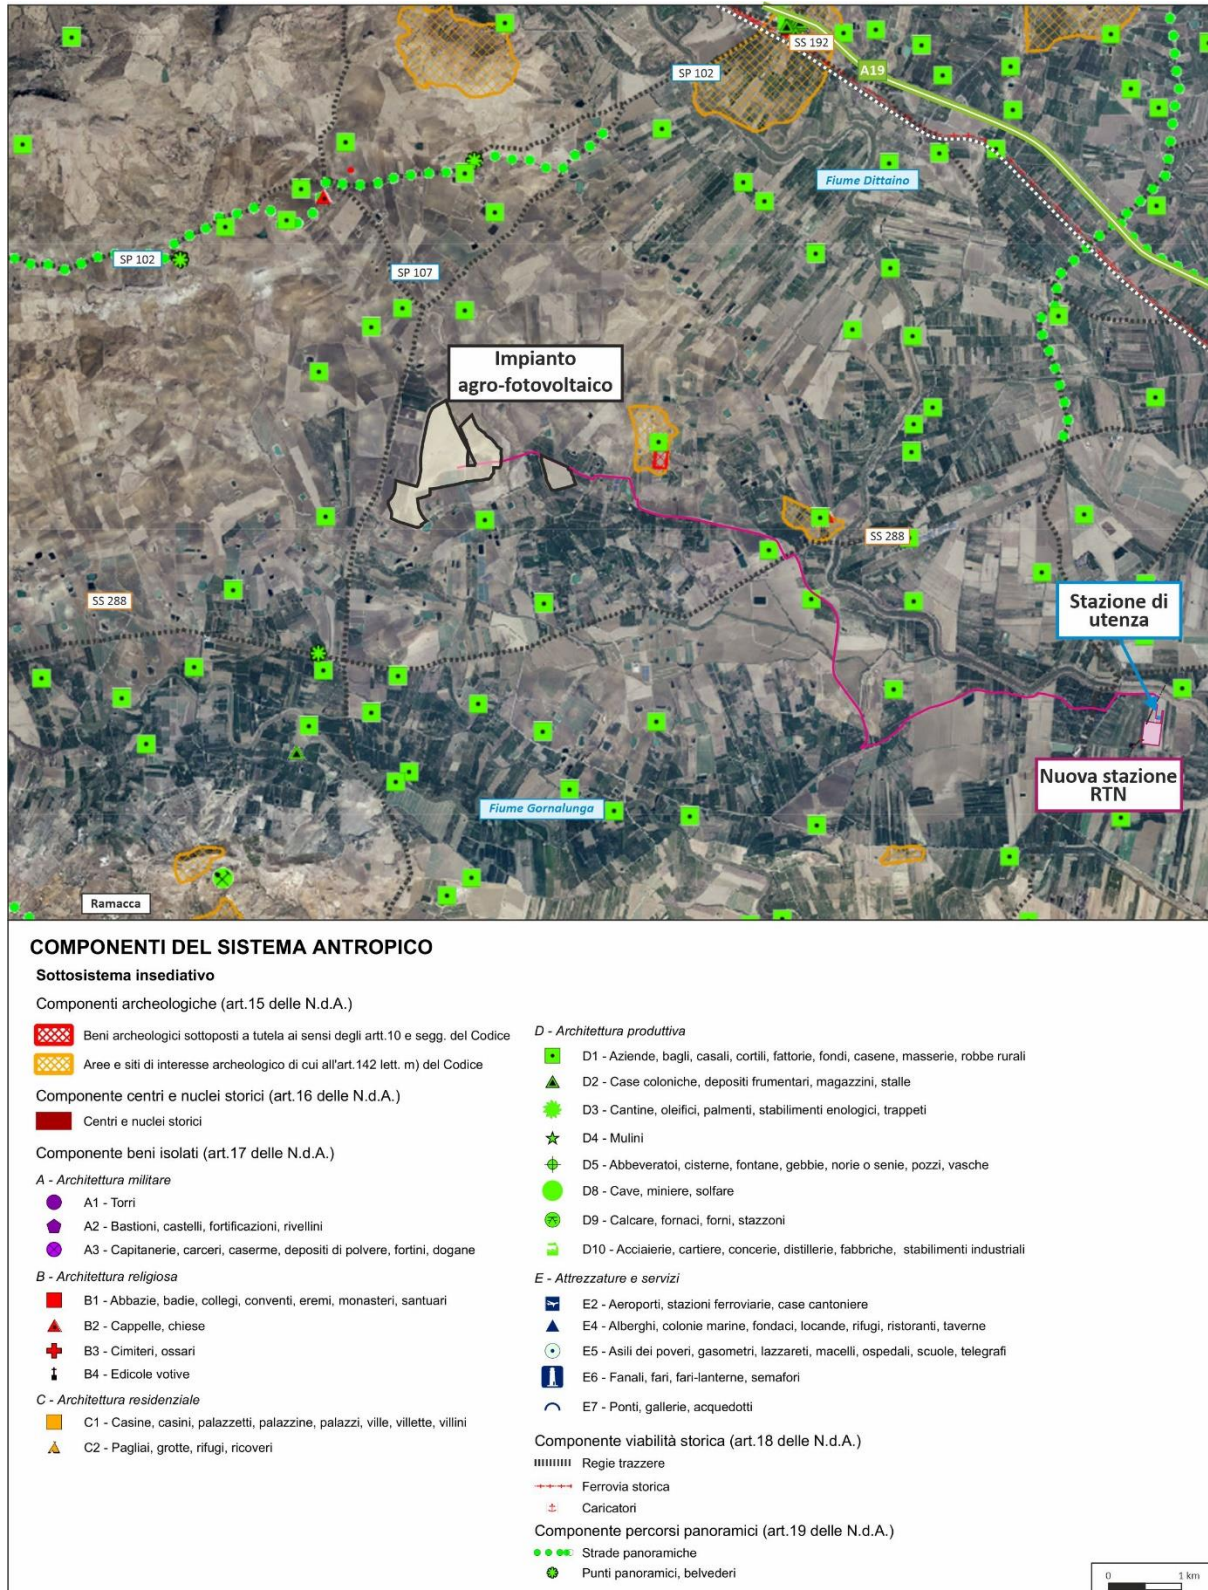 SS 192
SP 102
A19
Fiume Dittaino
SP 102
SP 107
Impianto
agro-fotovoltaico
SS 288
SS 288
Stazione di
utenza
Nuova stazione
RTN
Fiume Gornalunga
Ramacca
COMPONENTI DEL SISTEMA ANTROPICO
Sottosistema insediativo
Componenti archeologiche (art.15 delle N.d.A.)
Beni archeologici sottoposti a tutela ai sensi degli artt.10 e segg. del Codice
Aree e siti di interesse archeologico di cui all'art.142 lett. m) del Codice
Componente centri e nuclei storici (art.16 delle N.d.A.)
Centri e nuclei storici
Componente beni isolati (art.17 delle N.d.A.)
A - Architettura militare
A1 - Torri
A2 - Bastioni, castelli, fortificazioni, rivellini
A3 - Capitanerie, carceri, caserme, depositi di polvere, fortini, dogane
B - Architettura religiosa
B1 - Abbazie, badie, collegi, conventi, eremi, monasteri, santuari
B2 - Cappelle, chiese
B3 - Cimiteri, ossari
B4 - Edicole votive
C - Architettura residenziale
C1 - Casine, casini, palazzetti, palazzine, palazzi, ville, villette, villini
C2 - Pagliai, grotte, rifugi, ricoveri
D - Architettura produttiva
D1 - Aziende, bagli, casali, cortili, fattorie, fondi, casene, masserie, robbe rurali
D2 - Case coloniche, depositi frumentari, magazzini, stalle
D3 - Cantine, oleifici, palmenti, stabilimenti enologici, trappeti
D4 - Mulini
D5 - Abbeveratoi, cisterne, fontane, gebbie, norie o senie, pozzi, vasche
D8 - Cave, miniere, solfare
D9 - Calcare, fornaci, forni, stazzoni
D10 - Acciaierie, cartiere, concerie, distillerie, fabbriche, stabilimenti industriali
E - Attrezzature e servizi
E2 - Aeroporti, stazioni ferroviarie, case cantoniere
E4 - Alberghi, colonie marine, fondaci, locande, rifugi, ristoranti, taverne
E5 - Asili dei poveri, gasometri, lazzareti, macelli, ospedali, scuole, telegrafi
E6 - Fanali, fari, fari-lanterne, semafori
E7 - Ponti, gallerie, acquedotti
Componente viabilità storica (art.18 delle N.d.A.)
Regie trazzere
Ferrovia storica
Caricatori
Componente percorsi panoramici (art.19 delle N.d.A.)
Strade panoramiche
Punti panoramici, belvederi
0 1 km